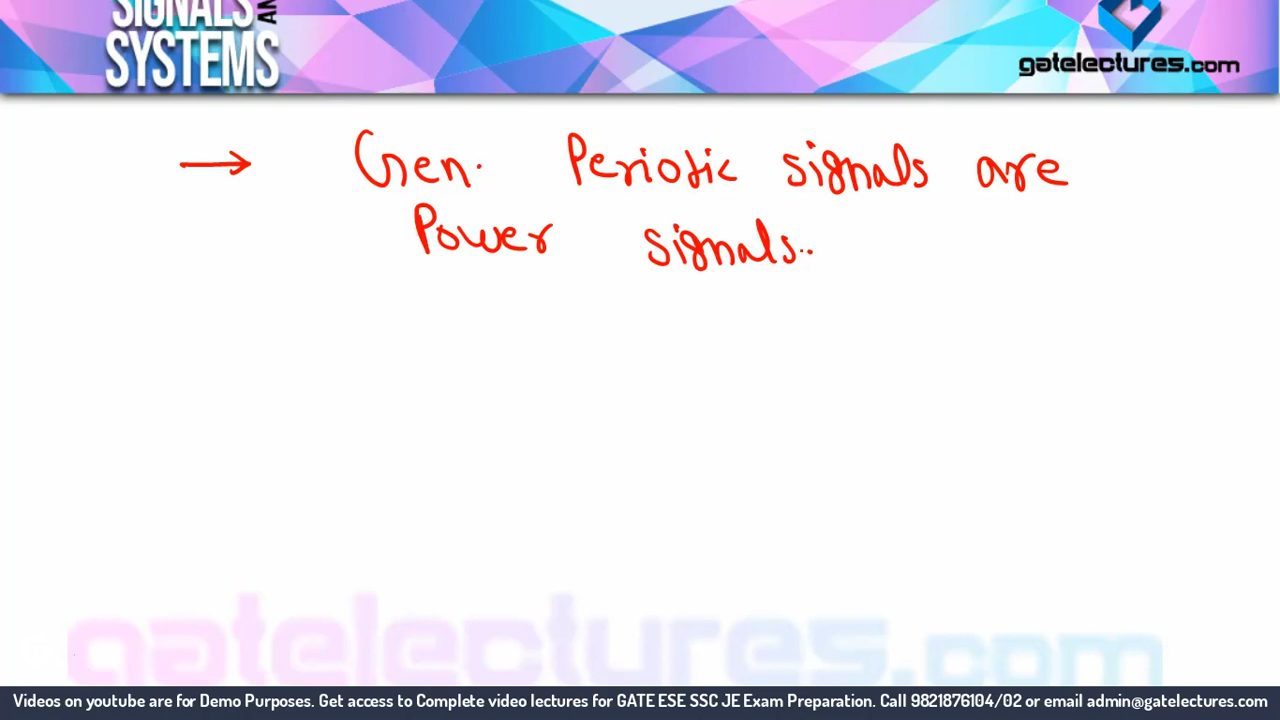 SIGNALS AND
SYSTEMS
gatelectures.com
→ Gen. Periodic signals are
Power signals..
gatelectures.com
Videos on youtube are for Demo Purposes. Get access to Complete video lectures for GATE ESE SSC JE Exam Preparation. Call 9821876104/02 or email admin@gatelectures.com